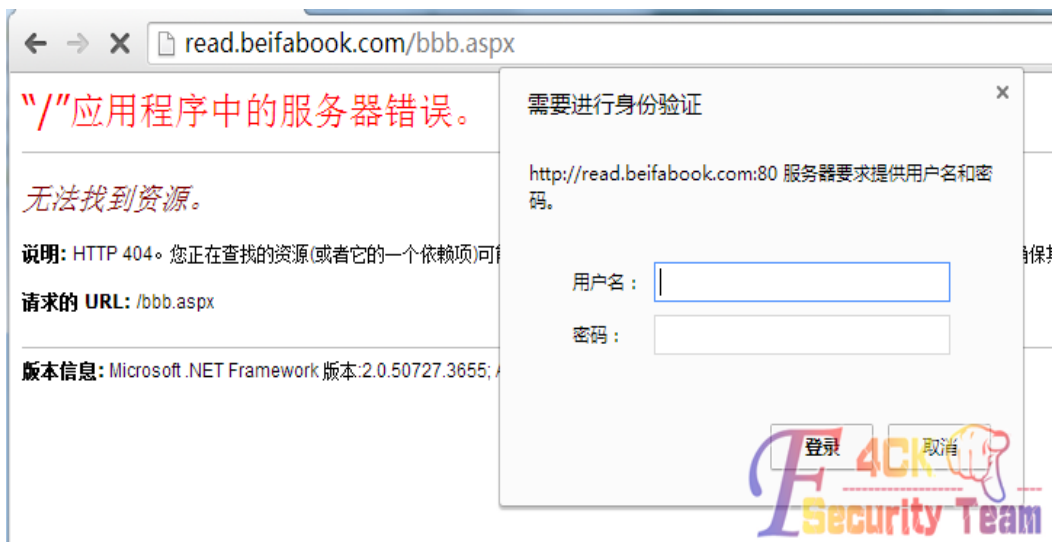 read.beifabook.com/bbb.aspx
“/”应用程序中的服务器错误。
无法找到资源。
说明: HTTP 404。您正在查找的资源(或者它的一个依赖项)可
请求的 URL: /bbb.aspx
版本信息: Microsoft .NET Framework 版本:2.0.50727.3655;
需要进行身份验证
http://read.beifabook.com:80 服务器要求提供用户名和密
码。
用户名：
密码：
登录
取消
F4CK
Security Team